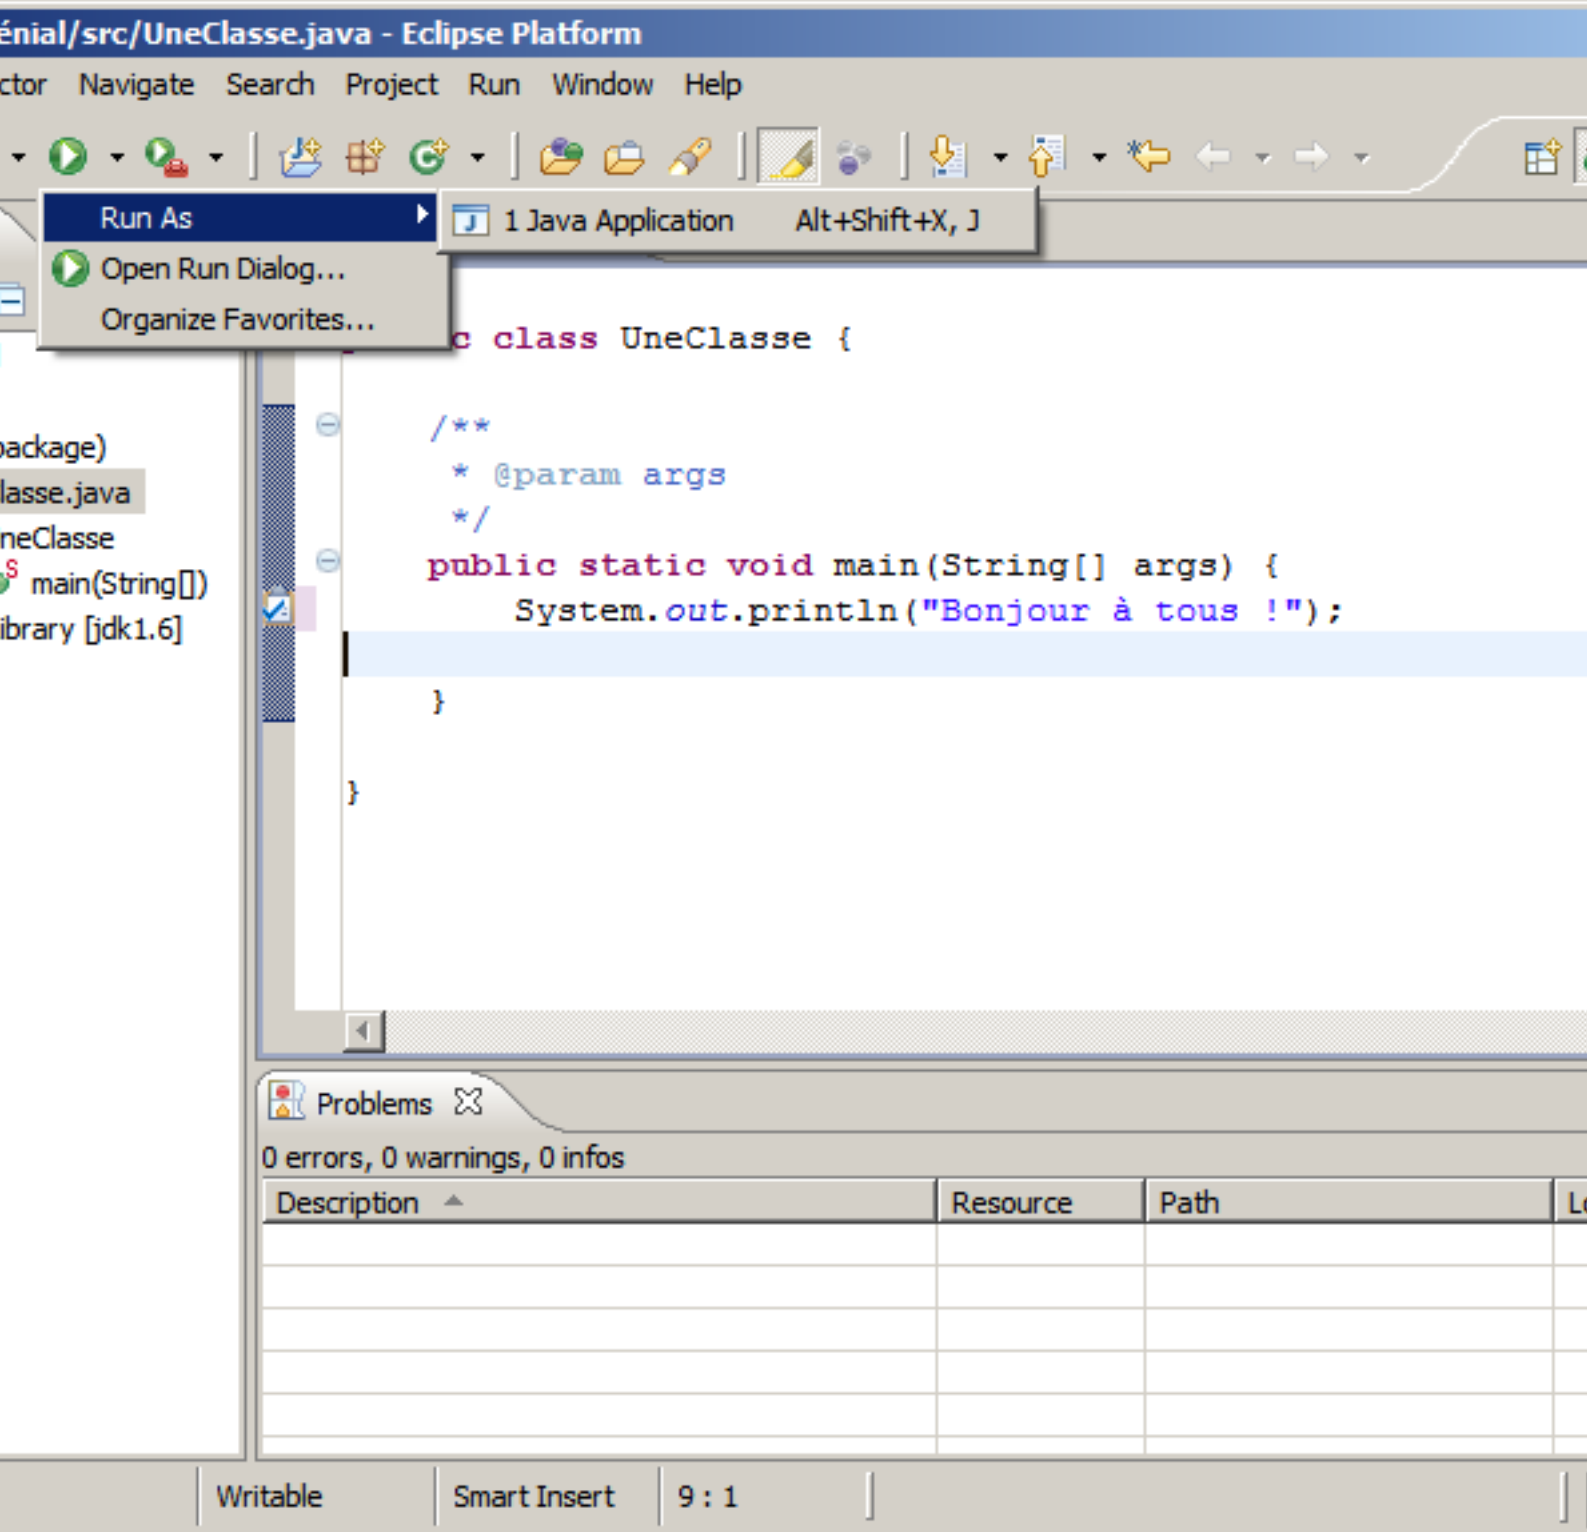 énial/src/UneClasse.java - Eclipse Platform
ctor Navigate Search Project Run Window Help
Run As
1 Java Application Alt+Shift+X, J
Open Run Dialog...
Organize Favorites...
c class UneClasse {
/**
* @param args
*/
public static void main(String[] args) {
System.out.println("Bonjour à tous !");
}
}
package)
lasse.java
neClasse
S main(String[])
ibrary [jdk1.6]
Problems
0 errors, 0 warnings, 0 infos
Description Resource Path Lo
Writable Smart Insert 9 : 1